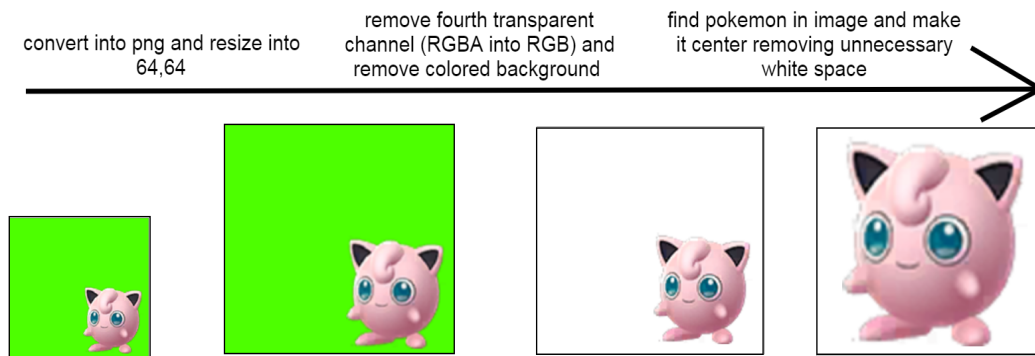 convert into png and resize into
64,64
remove fourth transparent
channel (RGBA into RGB) and
remove colored background
find pokemon in image and make
it center removing unnecessary
white space